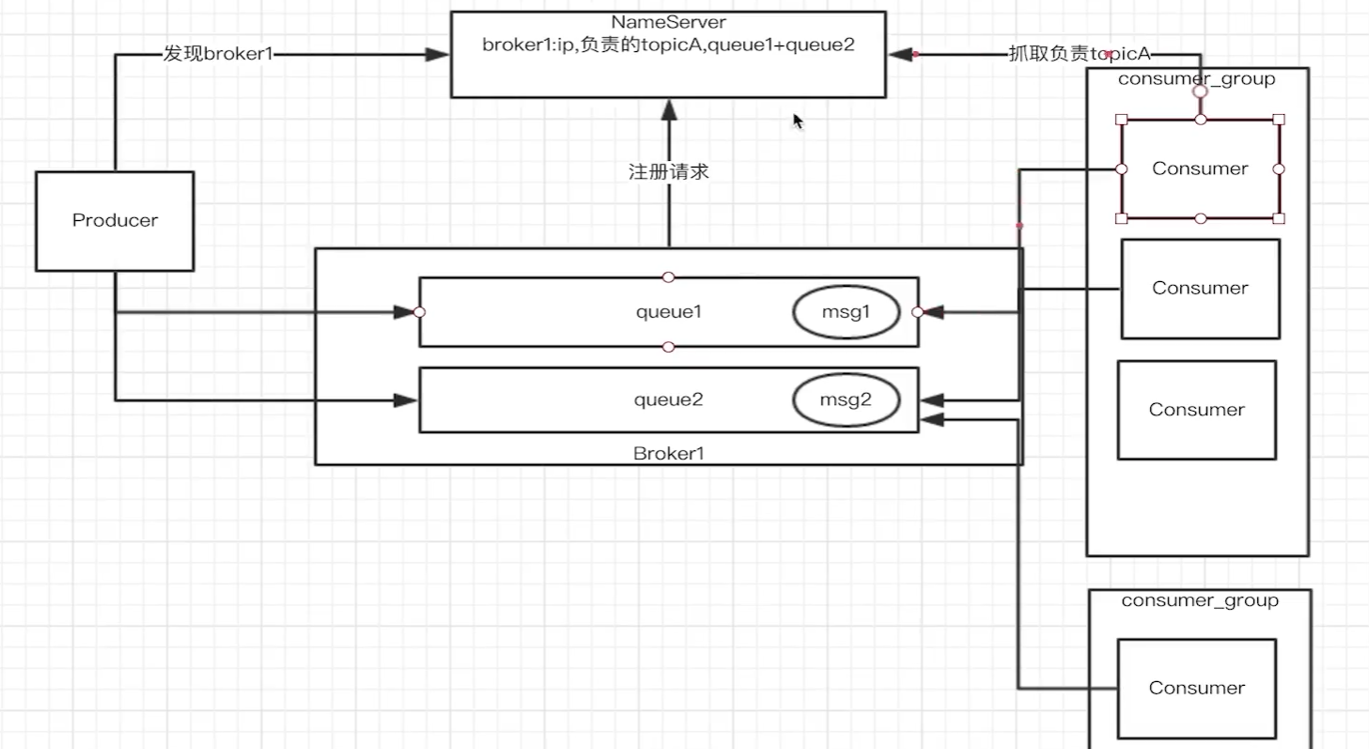 NameServer
broker1:ip,负责的topicA,queue1+queue2
发现broker1
抓取负责topicA
consumer_group
注册请求
Consumer
Producer
Consumer
queue1
msg1
queue2
msg2
Consumer
Broker1
consumer_group
Consumer